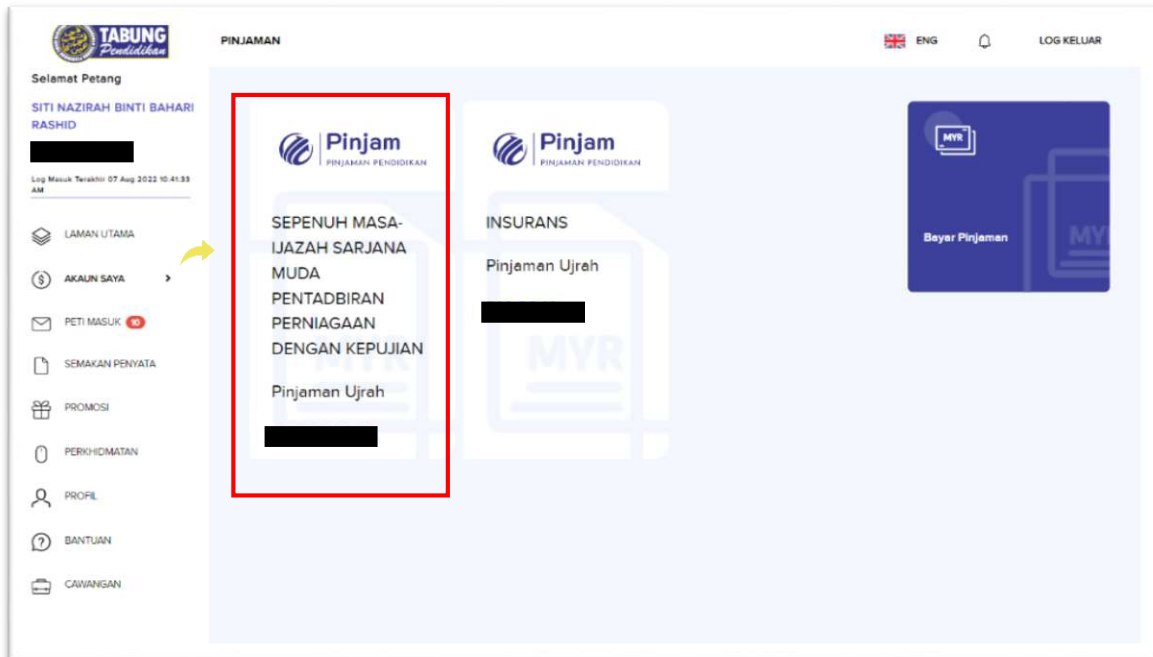 TABUNG
Pendidikan
PINJAMAN
ENG
LOG KELUAR
Selamat Petang
SITI NAZIRAH BINTI BAHARI
RASHID
Log Masuk Terakhir 07 Aug 2022 10:41:33
AM
LAMAN UTAMA
AKAUN SAYA
PETI MASUK 10
SEMAKAN PENYATA
PROMOSI
PERKHIDMATAN
PROFIL
BANTUAN
CAWANGAN
Pinjam
PINJAMAN PENDIDIKAN
SEPENUH MASA-
IJAZAH SARJANA
MUDA
PENTADBIRAN
PERNIAGAAN
DENGAN KEPUJIAN
Pinjaman Ujrah
MYR
Pinjam
PINJAMAN PENDIDIKAN
INSURANS
Pinjaman Ujrah
MYR
MYR
Bayar Pinjaman
MY